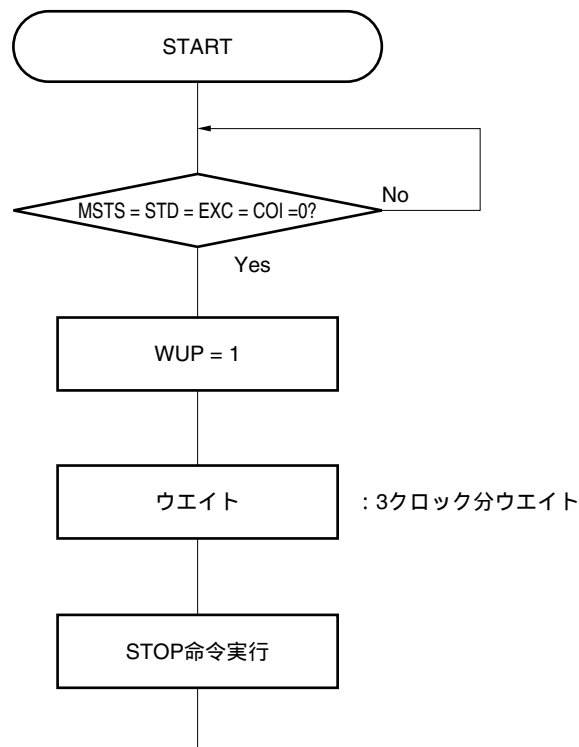 START
MSTS = STD = EXC = COI =0?
No
Yes
WUP = 1
ウエイト
：3クロック分ウエイト
STOP命令実行